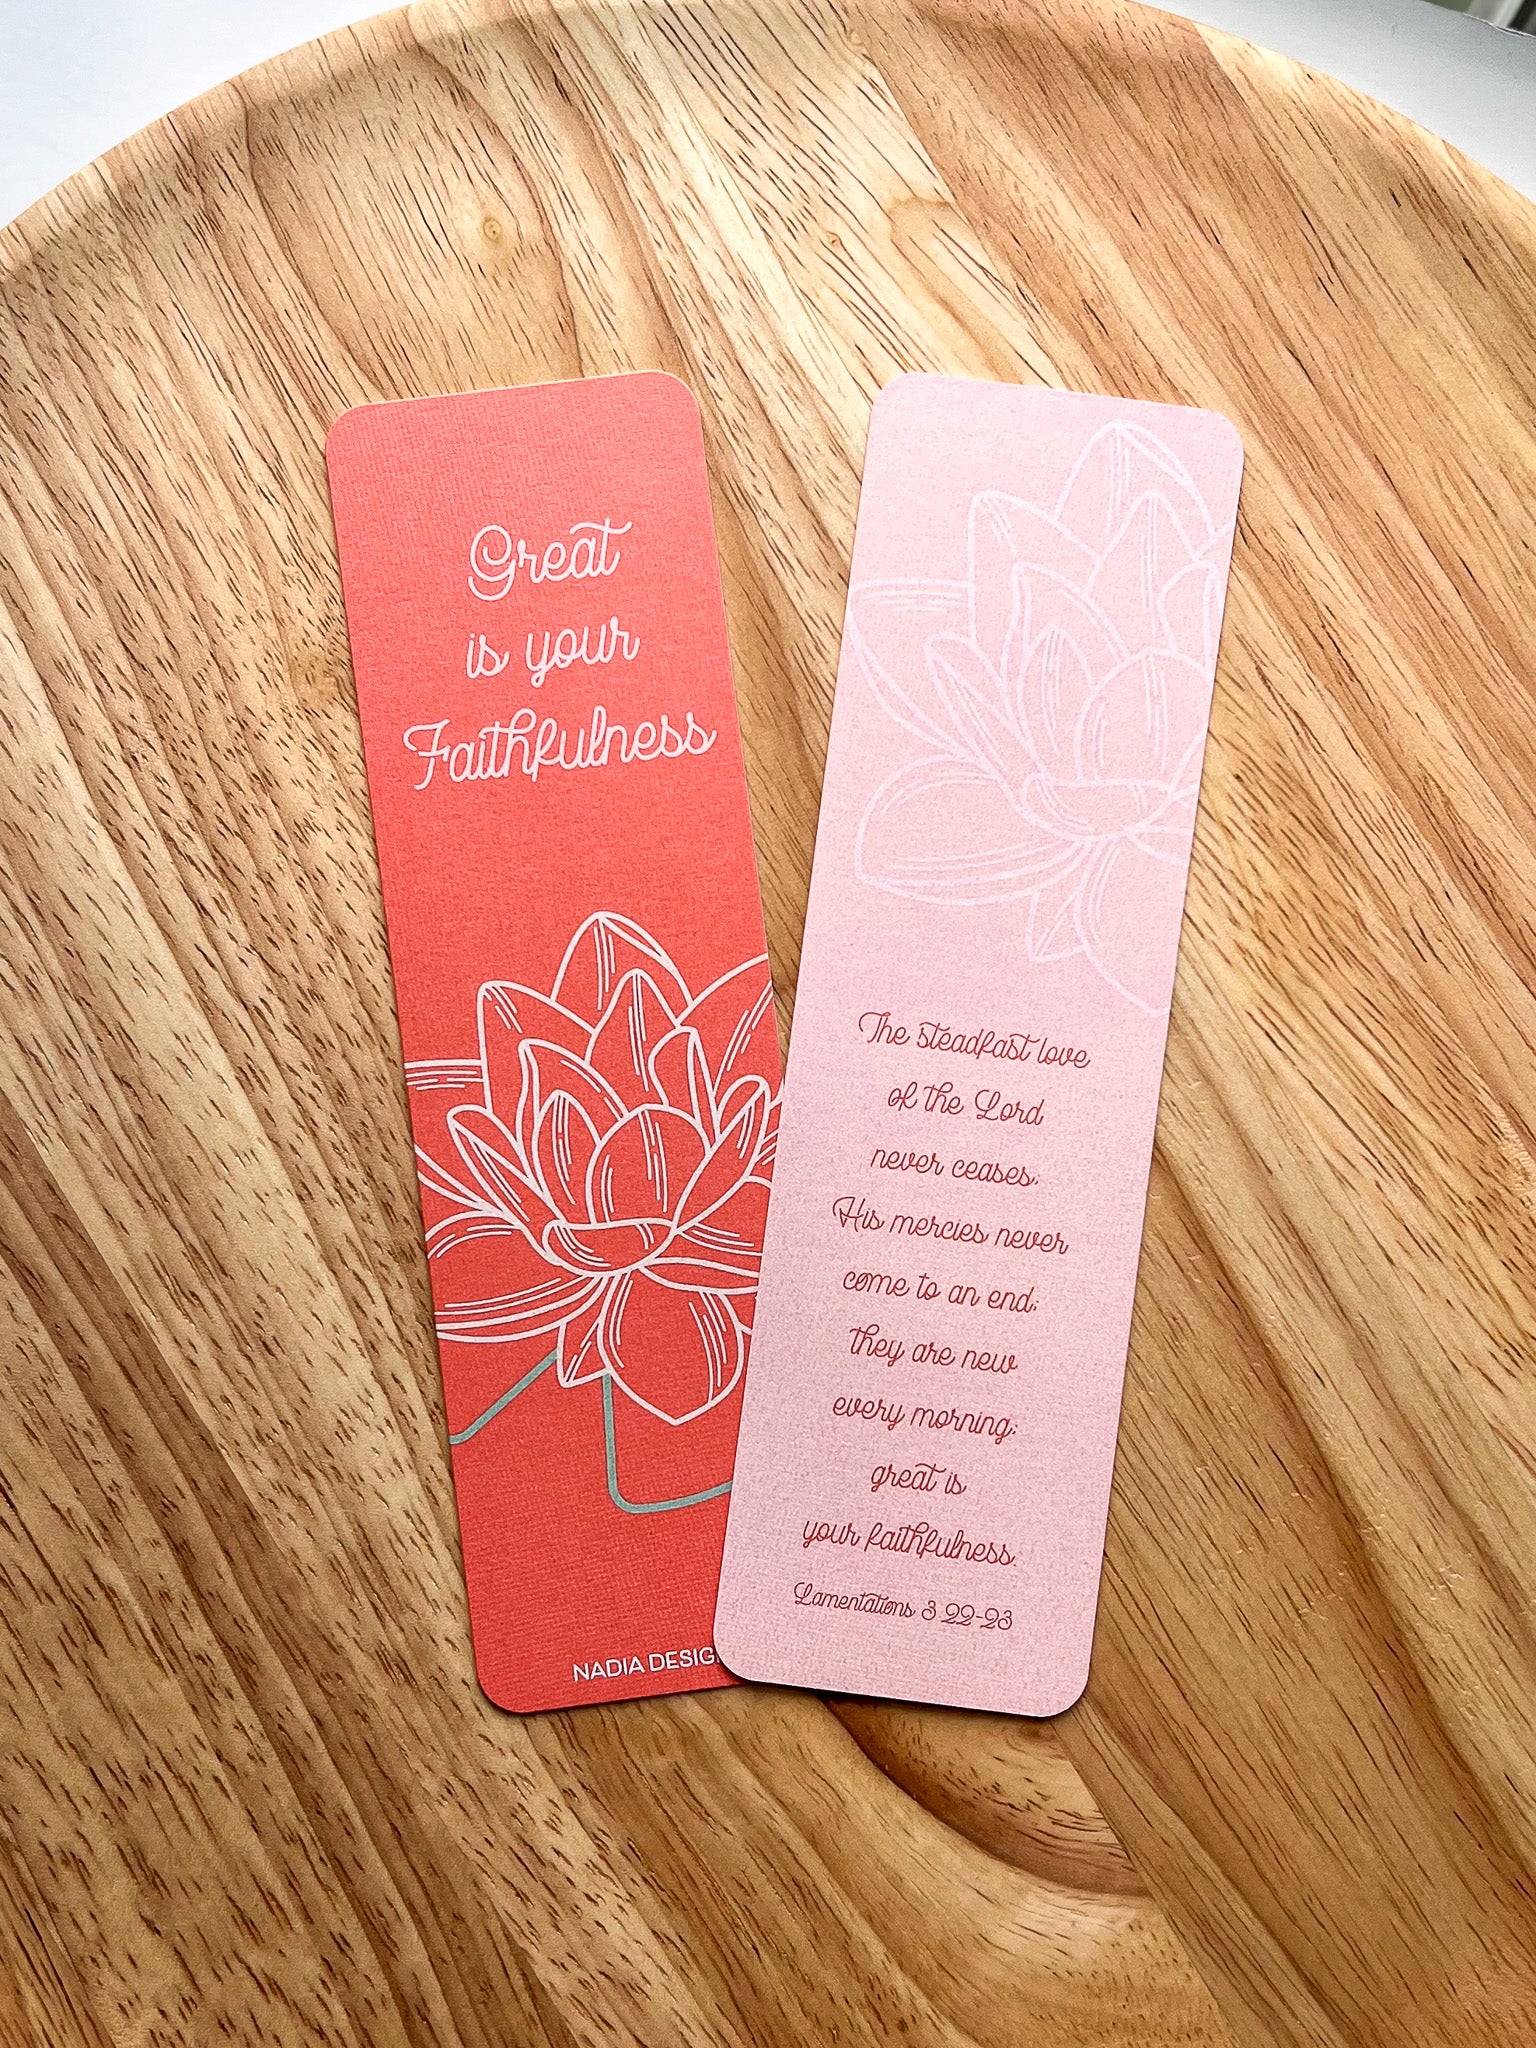 Great
is your
Faithfulness
NADIA DESIG
The steadfast love
of the Lord
never ceases;
His mercies never
come to an end;
they are new
every morning;
great is
your faithfulness.
Lamentations 3 22-23